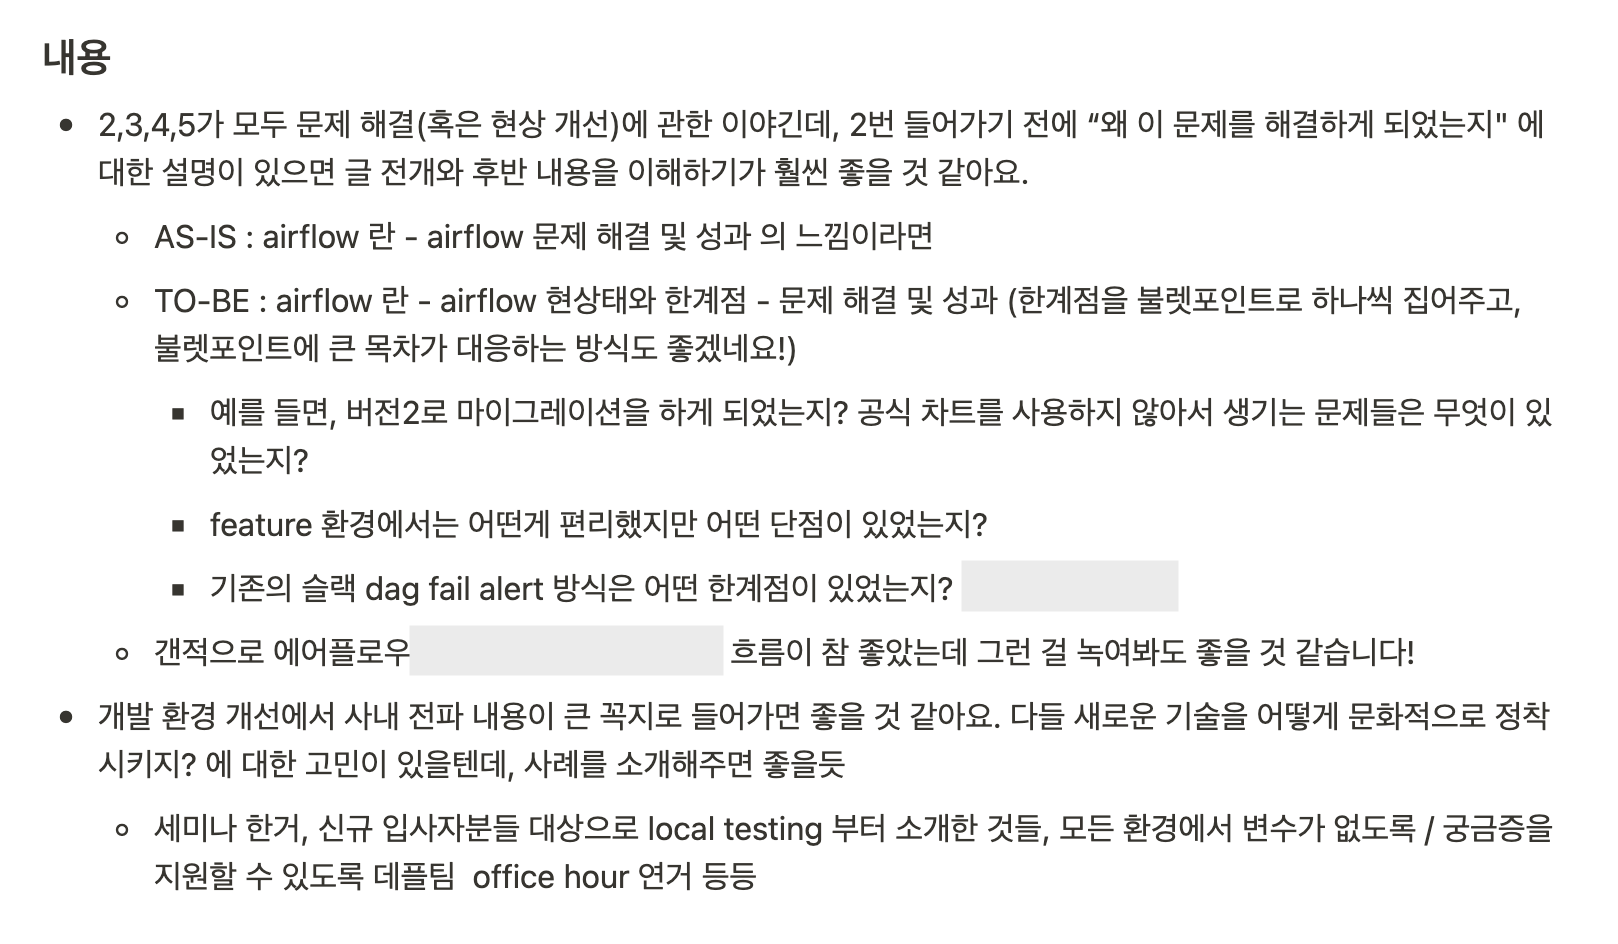 내용
• 2,3,4,5가 모두 문제 해결(혹은 현상 개선)에 관한 이야긴데, 2번 들어가기 전에 “왜 이 문제를 해결하게 되었는지" 에
대한 설명이 있으면 글 전개와 후반 내용을 이해하기가 훨씬 좋을 것 같아요.
◦ AS-IS : airflow 란 - airflow 문제 해결 및 성과 의 느낌이라면
◦ TO-BE : airflow 란 - airflow 현상태와 한계점 - 문제 해결 및 성과 (한계점을 불렛포인트로 하나씩 집어주고,
불렛포인트에 큰 목차가 대응하는 방식도 좋겠네요!)
▪ 예를 들면, 버전2로 마이그레이션을 하게 되었는지? 공식 차트를 사용하지 않아서 생기는 문제들은 무엇이 있
었는지?
▪ feature 환경에서는 어떤게 편리했지만 어떤 단점이 있었는지?
▪ 기존의 슬랙 dag fail alert 방식은 어떤 한계점이 있었는지?
◦ 갠적으로 에어플로우 흐름이 참 좋았는데 그런 걸 녹여봐도 좋을 것 같습니다!
• 개발 환경 개선에서 사내 전파 내용이 큰 꼭지로 들어가면 좋을 것 같아요. 다들 새로운 기술을 어떻게 문화적으로 정착
시키지? 에 대한 고민이 있을텐데, 사례를 소개해주면 좋을듯
◦ 세미나 한거, 신규 입사자분들 대상으로 local testing 부터 소개한 것들, 모든 환경에서 변수가 없도록 / 궁금증을
지원할 수 있도록 데플팀  office hour 연거 등등